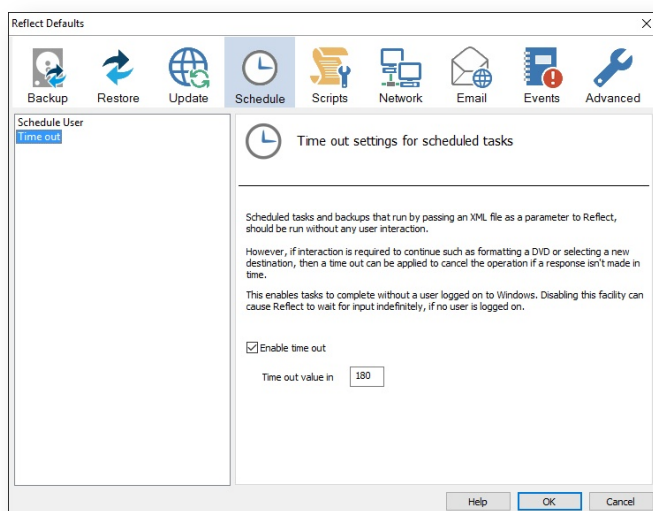 Reflect Defaults
Backup Restore Update Schedule Scripts Network Email Events Advanced
Schedule User
Time out
Time out settings for scheduled tasks
Scheduled tasks and backups that run by passing an XML file as a parameter to Reflect,
should be run without any user interaction.
However, if interaction is required to continue such as formatting a DVD or selecting a new
destination, then a time out can be applied to cancel the operation if a response isn't made in
time.
This enables tasks to complete without a user logged on to Windows. Disabling this facility can
cause Reflect to wait for input indefinitely, if no user is logged on.
Enable time out
Time out value in 180
Help OK Cancel